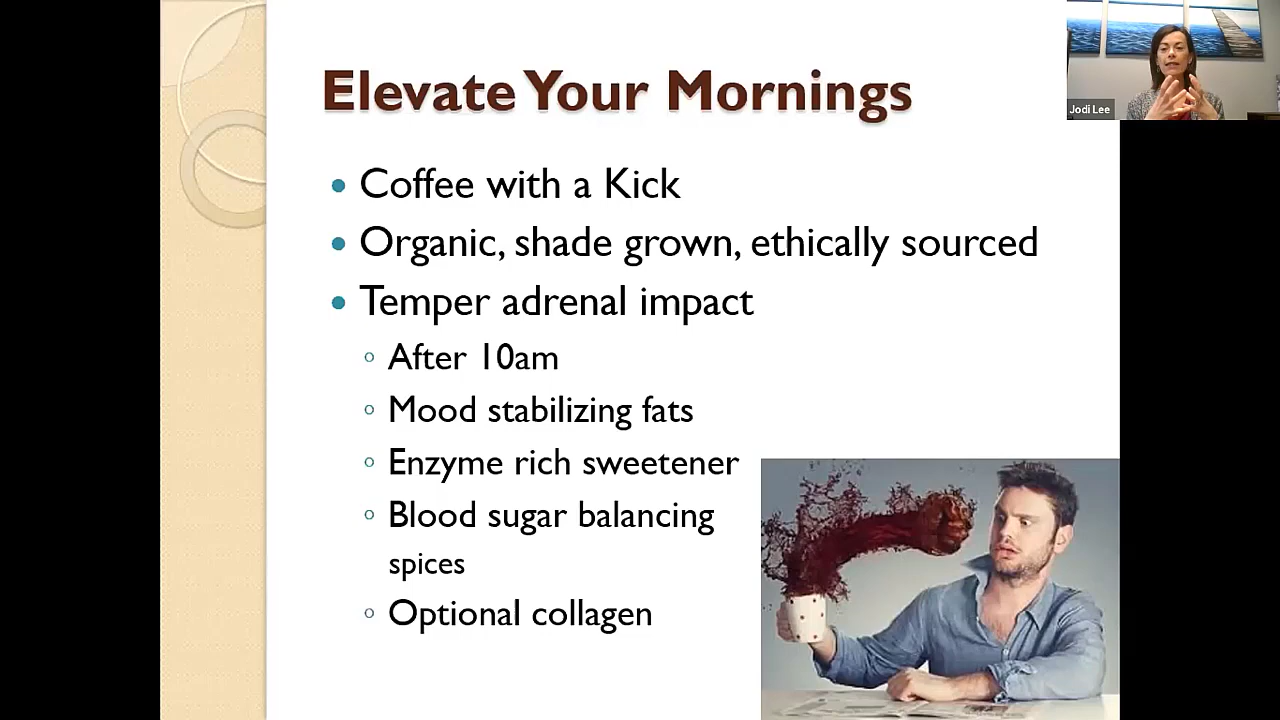 Elevate Your Mornings
Jodi Lee
• Coffee with a Kick
• Organic, shade grown, ethically sourced
• Temper adrenal impact
◦ After 10am
◦ Mood stabilizing fats
◦ Enzyme rich sweetener
◦ Blood sugar balancing
spices
◦ Optional collagen